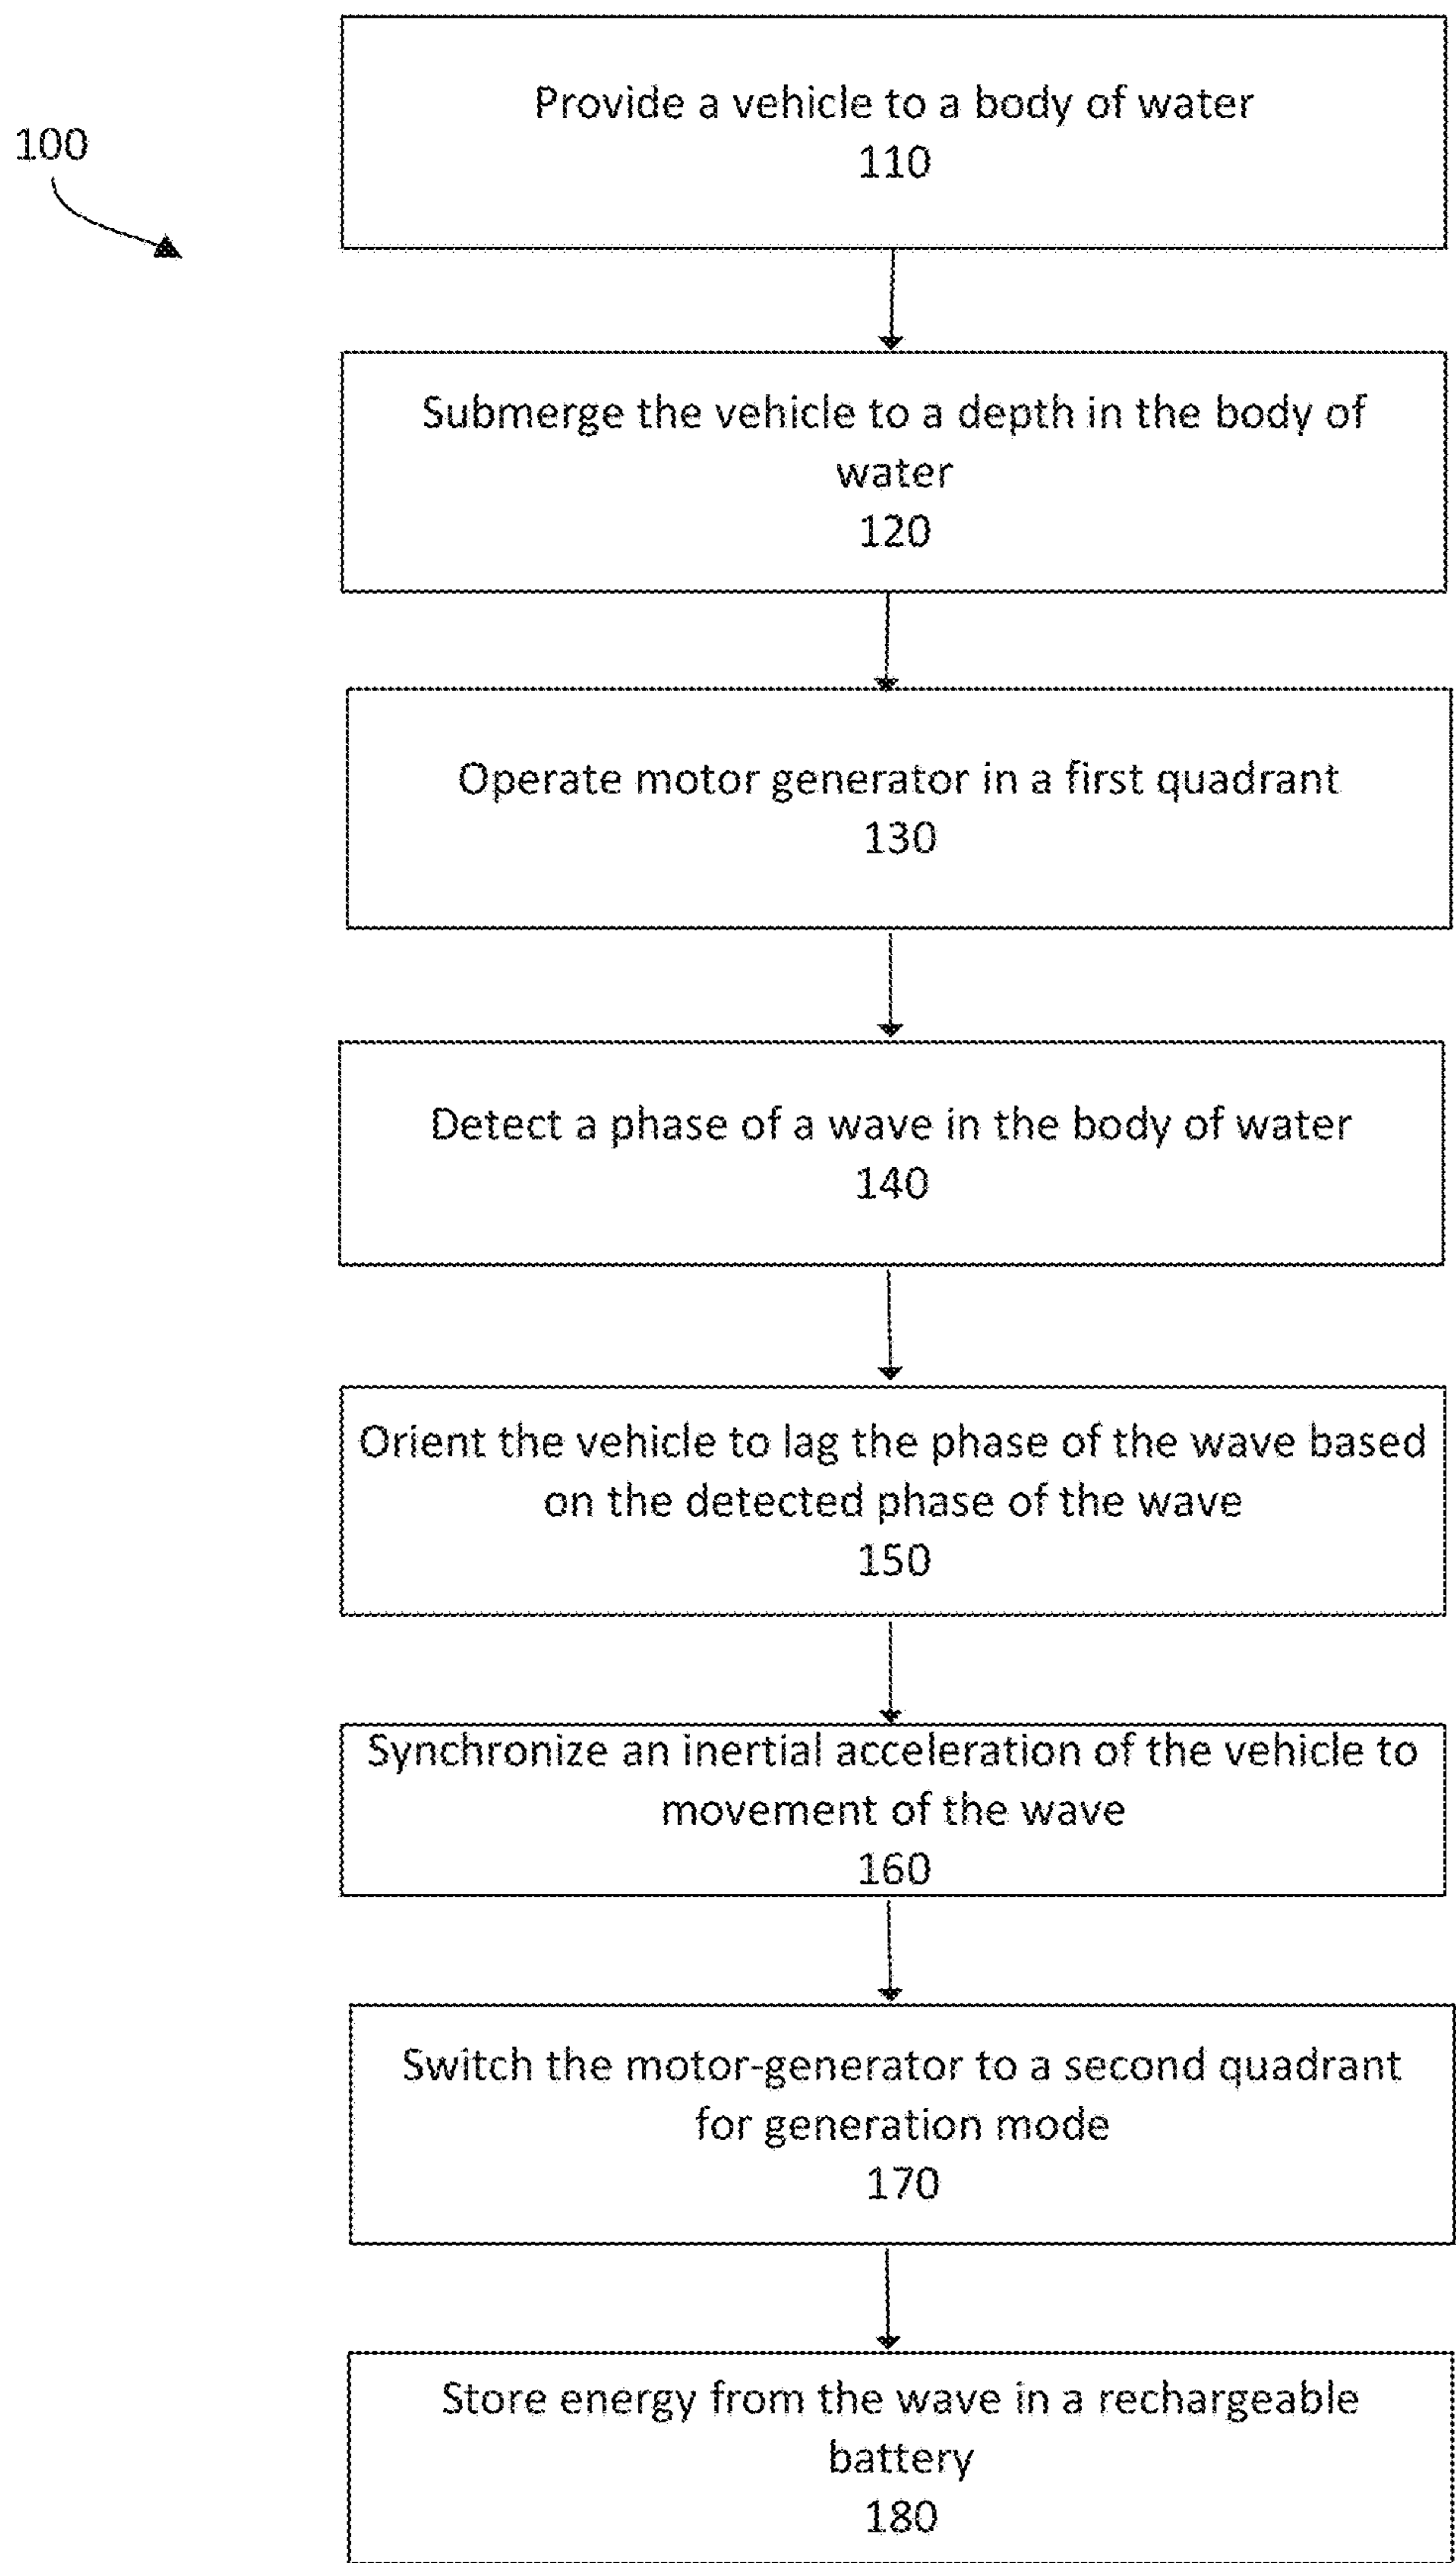 100
Provide a vehicle to a body of water
110
Submerge the vehicle to a depth in the body of
water
120
Operate motor generator in a first quadrant
130
Detect a phase of a wave in the body of water
140
Orient the vehicle to lag the phase of the wave based
on the detected phase of the wave
150
Synchronize an inertial acceleration of the vehicle to
movement of the wave
160
Switch the motor-generator to a second quadrant
for generation mode
170
Store energy from the wave in a rechargeable
battery
180